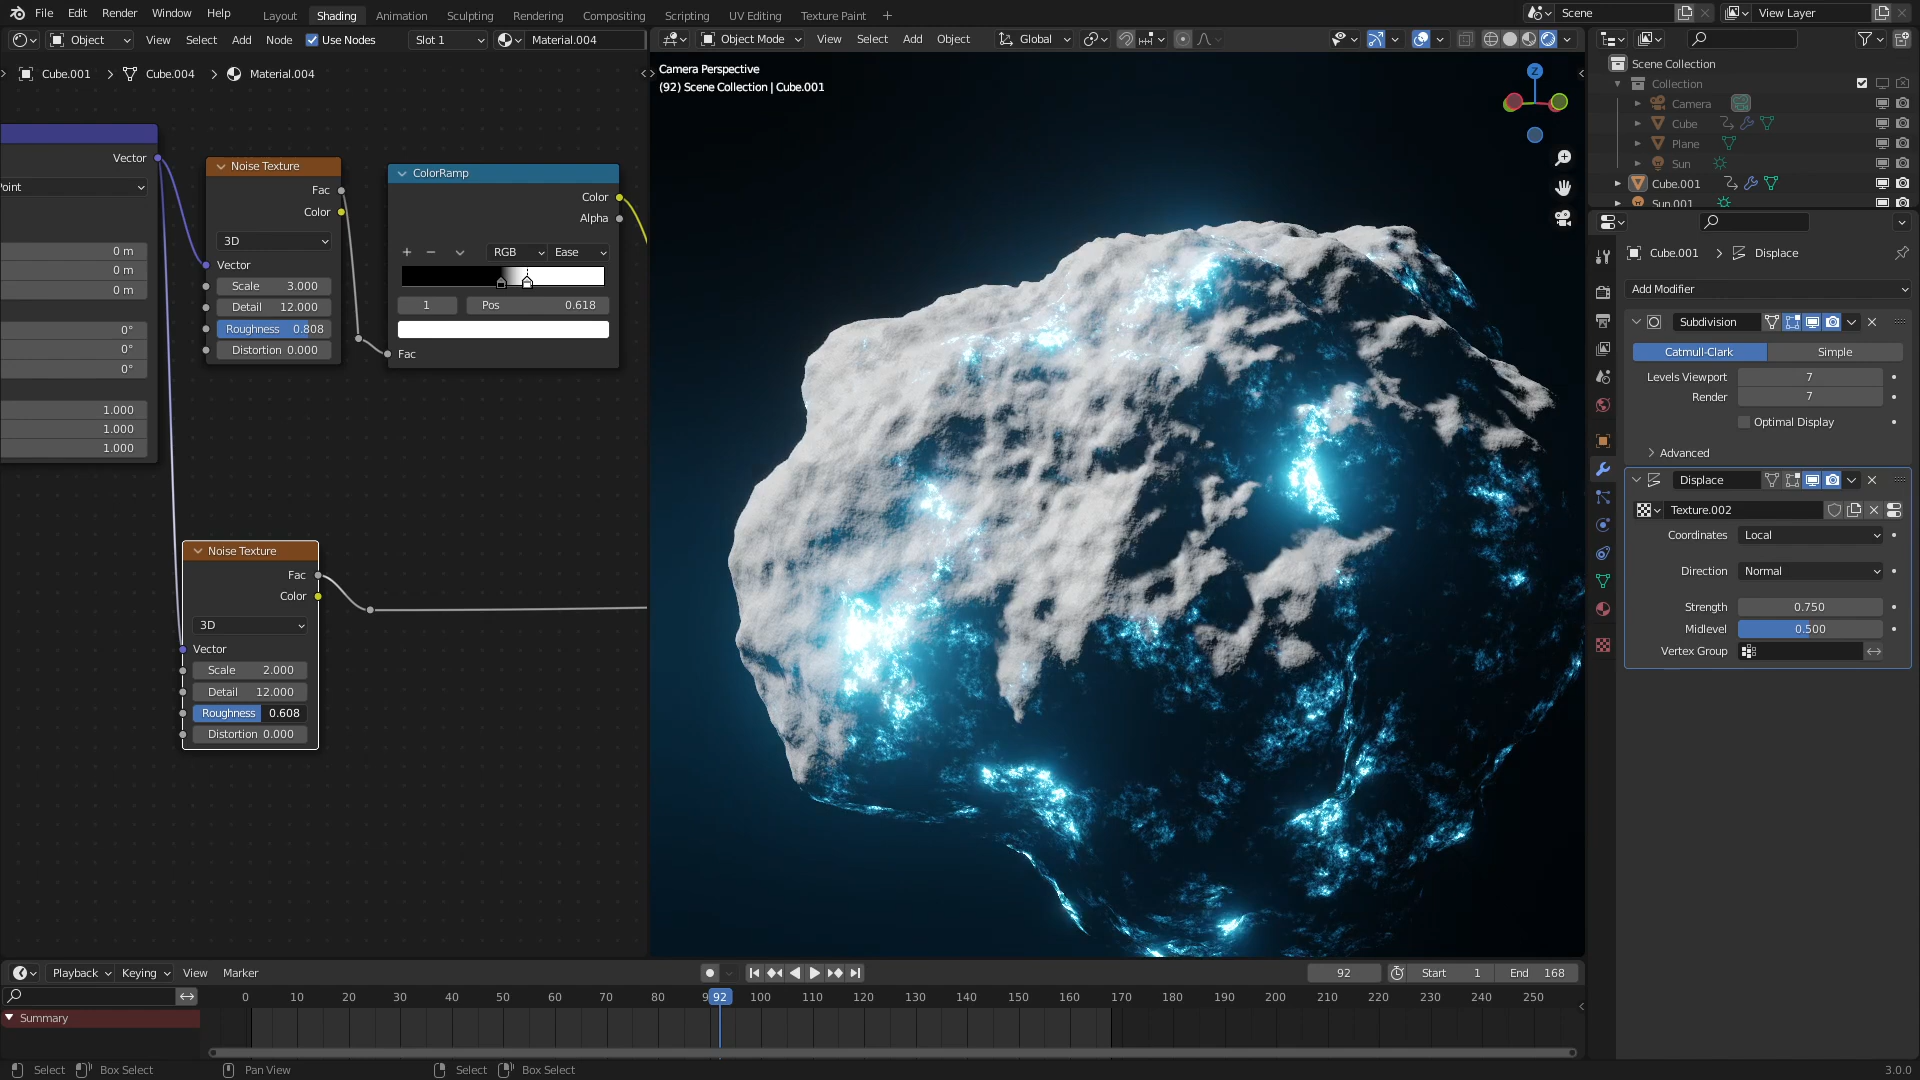 File Edit Render Window Help Layout Shading Animation Sculpting Rendering Compositing Scripting UV Editing Texture Paint + Scene View Layer
Object View Select Add Node Use Nodes Slot 1 Material.004 Object Mode View Select Add Object Global
Cube.001 > Cube.004 > Material.004
Camera Perspective
(92) Scene Collection | Cube.001
Vector
oint
0 m
0 m
0 m
0°
0°
0°
1.000
1.000
1.000
Noise Texture
Fac
Color
3D
Vector
Scale 3.000
Detail 12.000
Roughness 0.808
Distortion 0.000
ColorRamp
Color
Alpha
+ − RGB Ease
1 Pos 0.618
Fac
Noise Texture
Fac
Color
3D
Vector
Scale 2.000
Detail 12.000
Roughness 0.608
Distortion 0.000
Z
Scene Collection
Collection
Camera
Cube
Plane
Sun
Cube.001
Sun.001
Cube.001 > Displace
Add Modifier
Subdivision
Catmull-Clark Simple
Levels Viewport 7
Render 7
Optimal Display
Advanced
Displace
Texture.002
Coordinates Local
Direction Normal
Strength 0.750
Midlevel 0.500
Vertex Group
Playback Keying View Marker 92 Start 1 End 168
0 10 20 30 40 50 60 70 80 9 92 100 110 120 130 140 150 160 170 180 190 200 210 220 230 240 250
Summary
Select Box Select Pan View Select Box Select 3.0.0